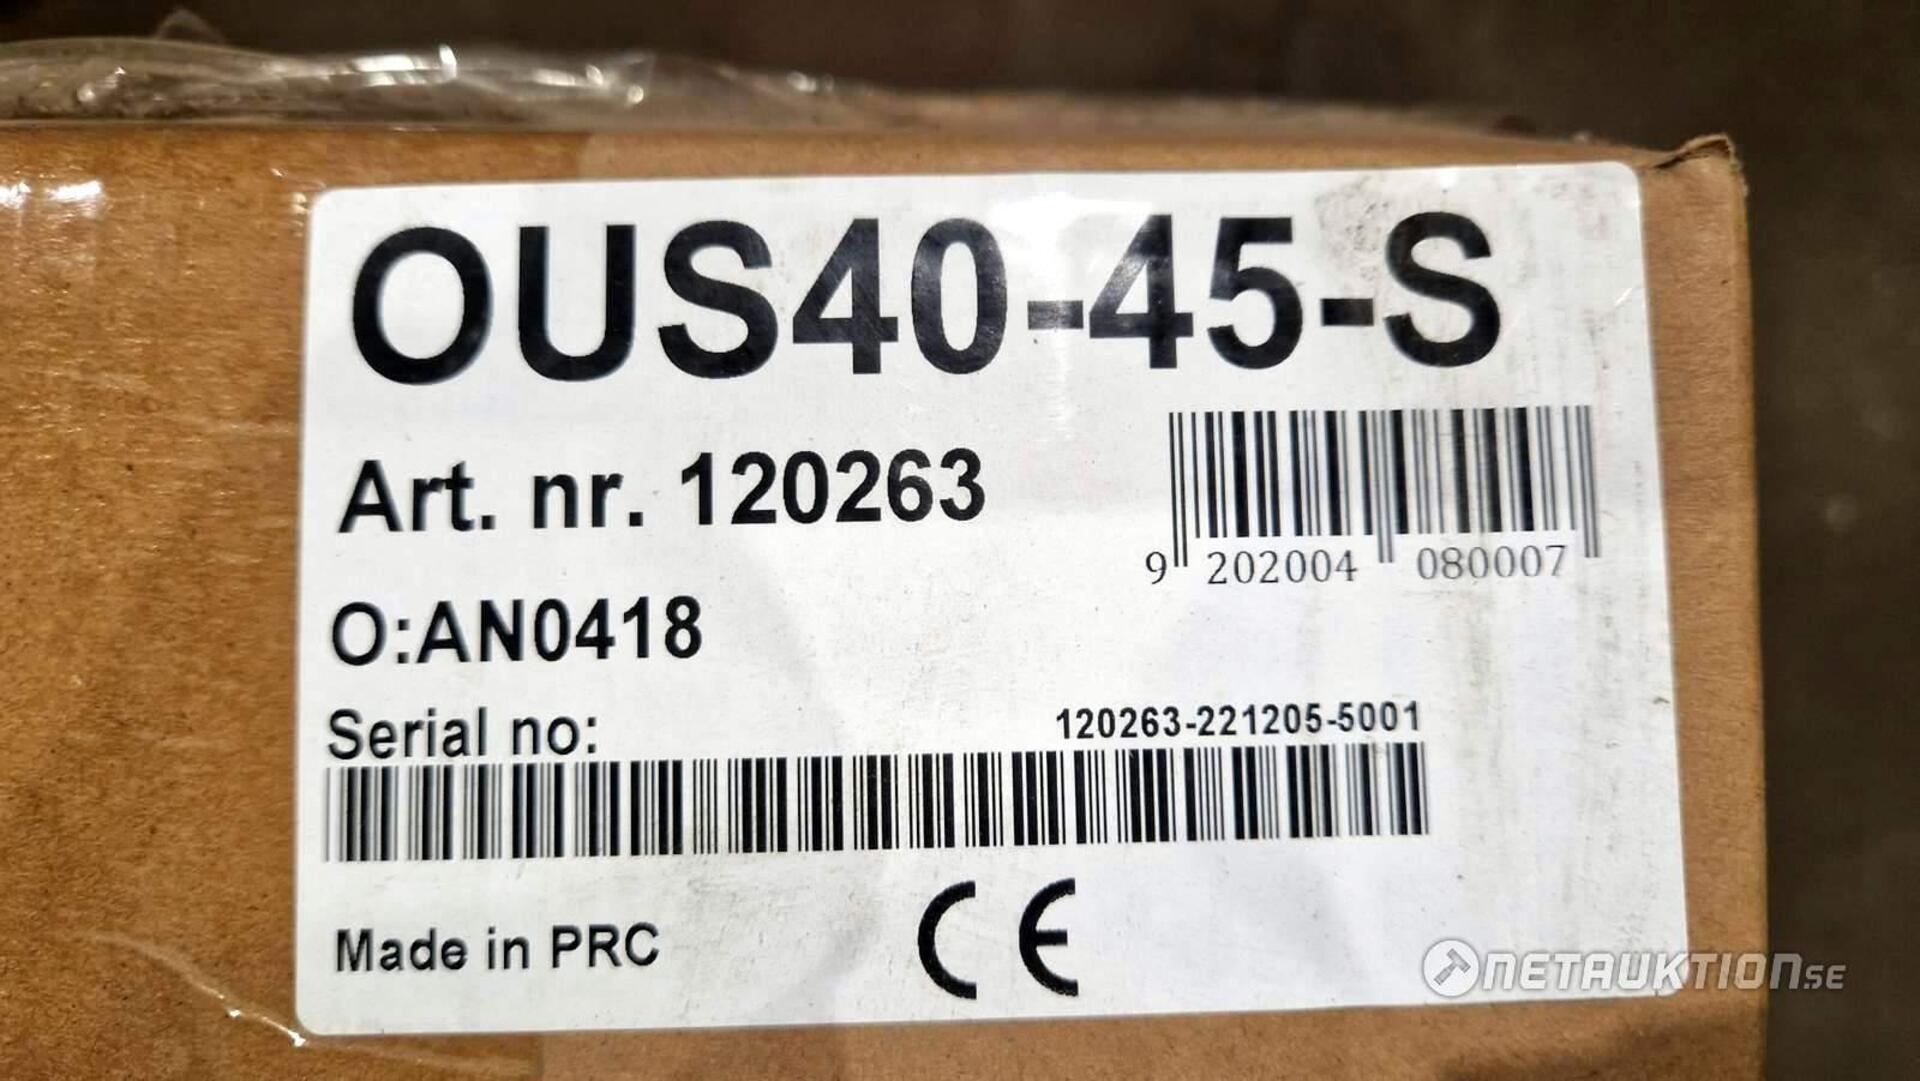 OUS40-45-S
Art. nr. 120263
9 202004 080007
O:AN0418
Serial no: 120263-221205-5001
Made in PRC CE
NETAUKTION.SE